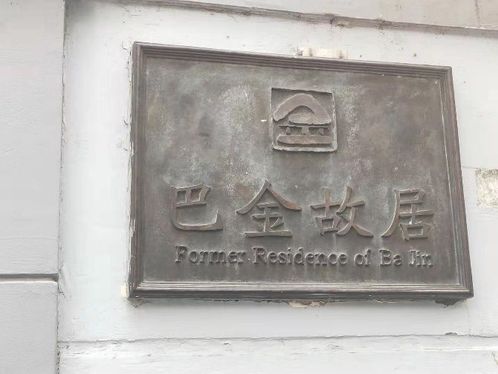 巴金故居
Former Residence of Ba Jin